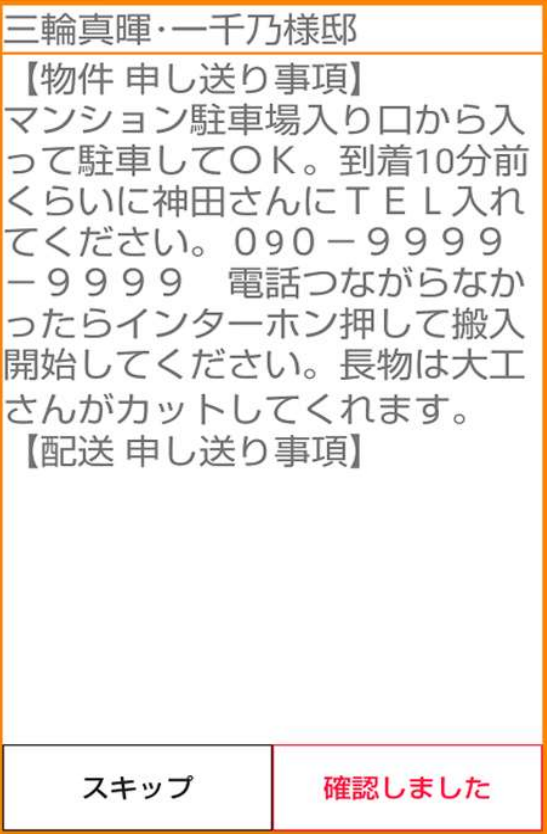 三輪真暉･一千乃様邸
【物件 申し送り事項】
マンション駐車場入り口から入
って駐車してＯＫ。到着10分前
くらいに神田さんにＴＥＬ入れ
てください。０９０－９９９９
－９９９９　電話つながらなか
ったらインターホン押して搬入
開始してください。長物は大工
さんがカットしてくれます。
【配送 申し送り事項】
スキップ
確認しました